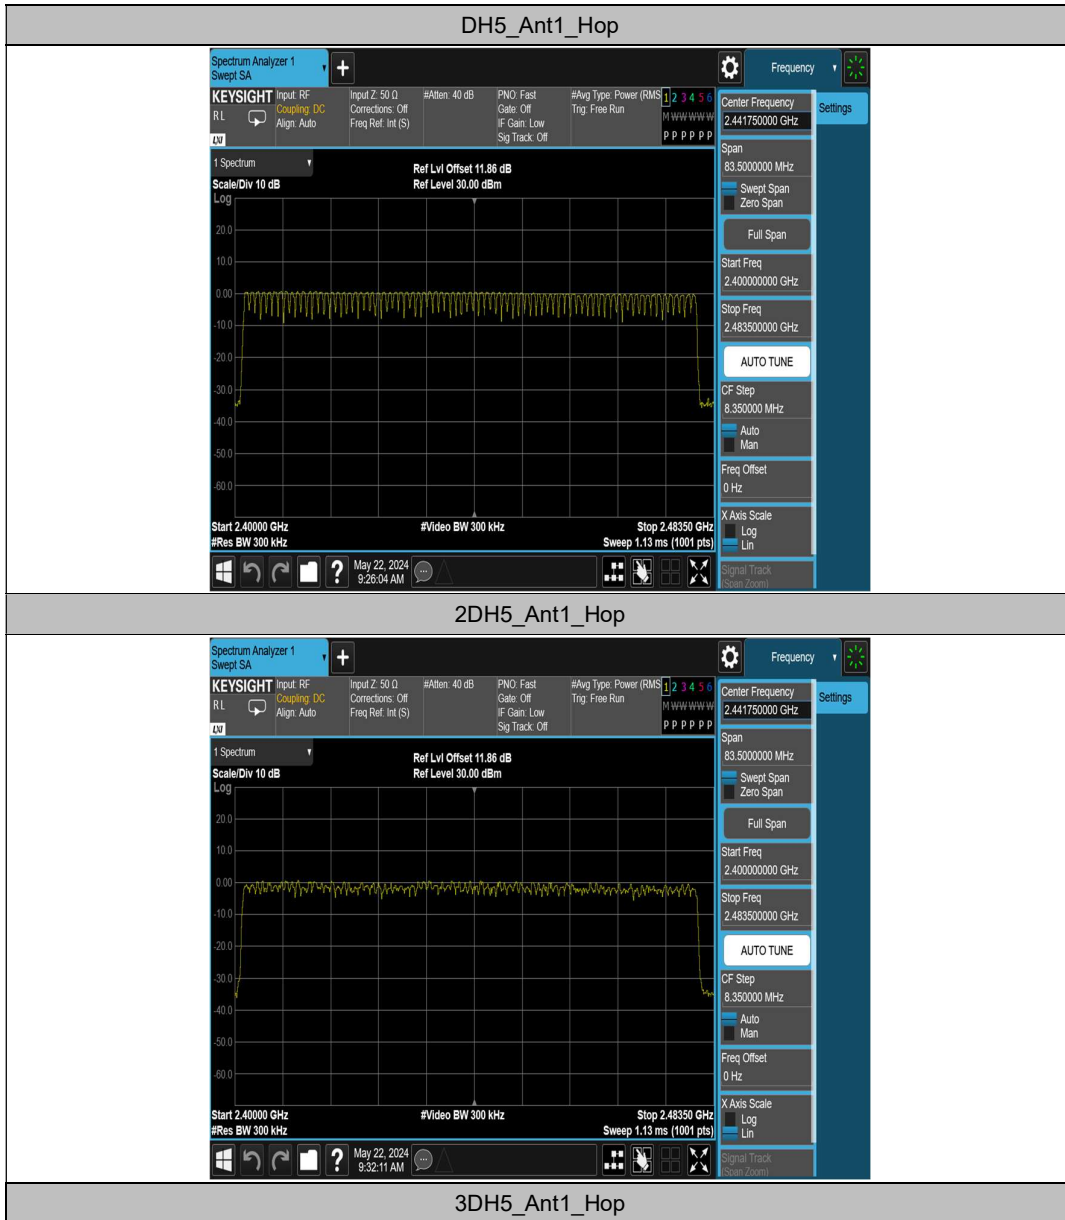 DH5_Ant1_Hop
Spectrum Analyzer 1
Swept SA
+
Frequency
KEYSIGHT
RL
LXI
Input: RF
Coupling: DC
Align: Auto
Input Z: 50 Ω
Corrections: Off
Freq Ref: Int (S)
#Atten: 40 dB
PNO: Fast
Gate: Off
IF Gain: Low
Sig Track: Off
#Avg Type: Power (RMS
Trig: Free Run
1 2 3 4 5 6
M W W W W W
P P P P P P
Center Frequency
2.441750000 GHz
Settings
Span
83.5000000 MHz
Swept Span
Zero Span
Full Span
Start Freq
2.400000000 GHz
Stop Freq
2.483500000 GHz
AUTO TUNE
CF Step
8.350000 MHz
Auto
Man
Freq Offset
0 Hz
X Axis Scale
Log
Lin
Signal Track
(Span Zoom)
1 Spectrum
Scale/Div 10 dB
Ref Lvl Offset 11.86 dB
Ref Level 30.00 dBm
Log
20.0
10.0
0.00
-10.0
-20.0
-30.0
-40.0
-50.0
-60.0
Start 2.40000 GHz
#Video BW 300 kHz
Stop 2.48350 GHz
#Res BW 300 kHz
Sweep 1.13 ms (1001 pts)
?
May 22, 2024
9:26:04 AM
2DH5_Ant1_Hop
Spectrum Analyzer 1
Swept SA
+
Frequency
KEYSIGHT
RL
LXI
Input: RF
Coupling: DC
Align: Auto
Input Z: 50 Ω
Corrections: Off
Freq Ref: Int (S)
#Atten: 40 dB
PNO: Fast
Gate: Off
IF Gain: Low
Sig Track: Off
#Avg Type: Power (RMS
Trig: Free Run
1 2 3 4 5 6
M W W W W W
P P P P P P
Center Frequency
2.441750000 GHz
Settings
Span
83.5000000 MHz
Swept Span
Zero Span
Full Span
Start Freq
2.400000000 GHz
Stop Freq
2.483500000 GHz
AUTO TUNE
CF Step
8.350000 MHz
Auto
Man
Freq Offset
0 Hz
X Axis Scale
Log
Lin
Signal Track
(Span Zoom)
1 Spectrum
Scale/Div 10 dB
Ref Lvl Offset 11.86 dB
Ref Level 30.00 dBm
Log
20.0
10.0
0.00
-10.0
-20.0
-30.0
-40.0
-50.0
-60.0
Start 2.40000 GHz
#Video BW 300 kHz
Stop 2.48350 GHz
#Res BW 300 kHz
Sweep 1.13 ms (1001 pts)
?
May 22, 2024
9:32:11 AM
3DH5_Ant1_Hop